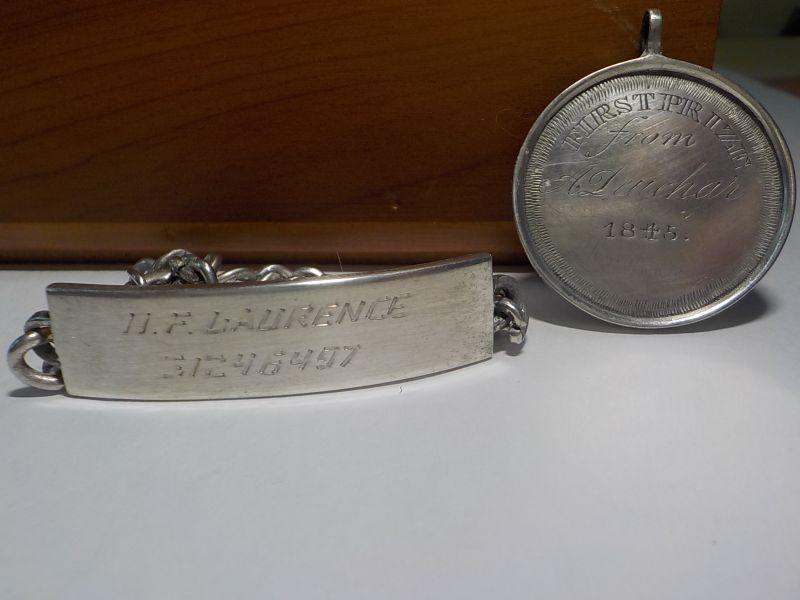 FIRST PRIZE
from
1845.
LAURENCE
31246497